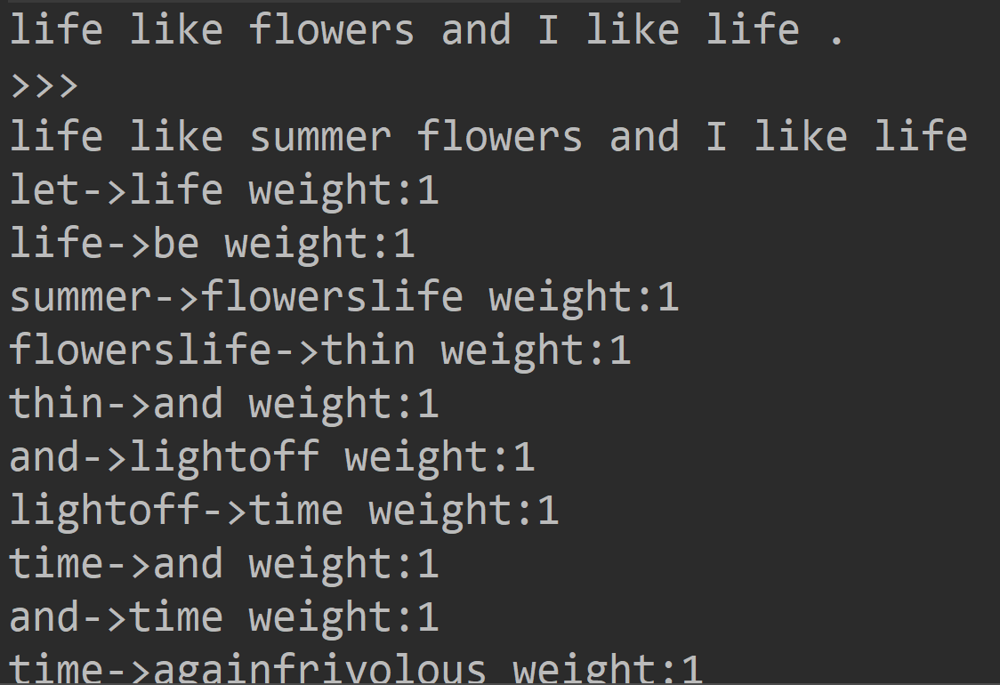 life like flowers and I like life .
>>>
life like summer flowers and I like life
let->life weight:1
life->be weight:1
summer->flowerslife weight:1
flowerslife->thin weight:1
thin->and weight:1
and->lightoff weight:1
lightoff->time weight:1
time->and weight:1
and->time weight:1
time->againfrivolous weight:1